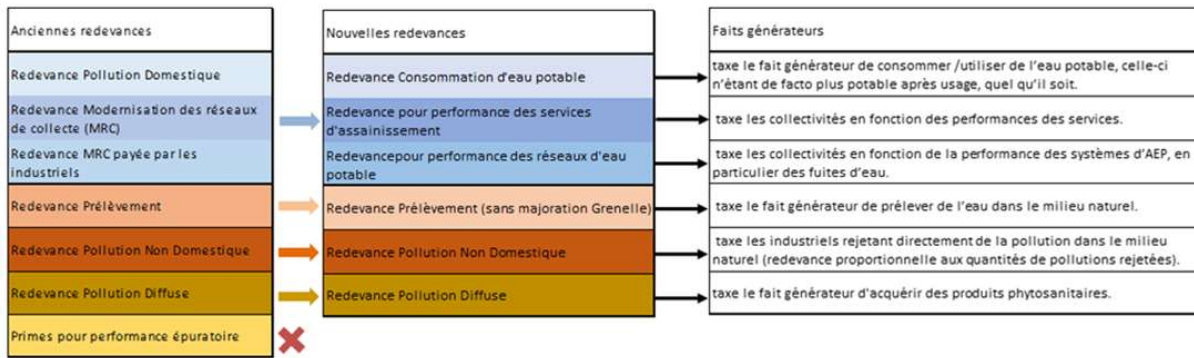 Anciennes redevances
Redevance Pollution Domestique
Redevance Modernisation des réseaux
de collecte (MRC)
Redevance MRC payée par les
industriels
Redevance Prélèvement
Redevance Pollution Non Domestique
Redevance Pollution Diffuse
Primes pour performance épuratoire
Nouvelles redevances
Redevance Consommation d'eau potable
Redevance pour performance des services
d'assainissement
Redevancepour performance des réseaux d'eau
potable
Redevance Prélèvement (sans majoration Grenelle)
Redevance Pollution Non Domestique
Redevance Pollution Diffuse
Faits générateurs
taxe le fait générateur de consommer /utiliser de l’eau potable, celle-ci
n’étant de facto plus potable après usage, quel qu’il soit.
taxe les collectivités en fonction des performances des services.
taxe les collectivités en fonction de la performance des systèmes d’AEP, en
particulier des fuites d’eau.
taxe le fait générateur de prélever de l’eau dans le milieu naturel.
taxe les industriels rejetant directement de la pollution dans le milieu
naturel (redevance proportionnelle aux quantités de pollutions rejetées).
taxe le fait générateur d'acquérir des produits phytosanitaires.